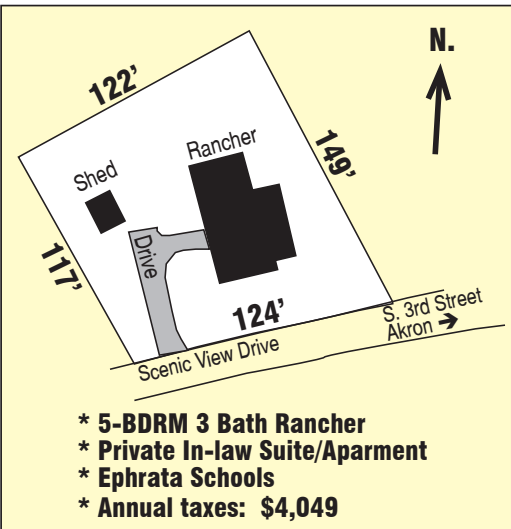 N.
122'
149'
Rancher
Shed
Drive
117'
124'
S. 3rd Street
Akron →
Scenic View Drive
* 5-BDRM 3 Bath Rancher
* Private In-law Suite/Aparment
* Ephrata Schools
* Annual taxes: $4,049